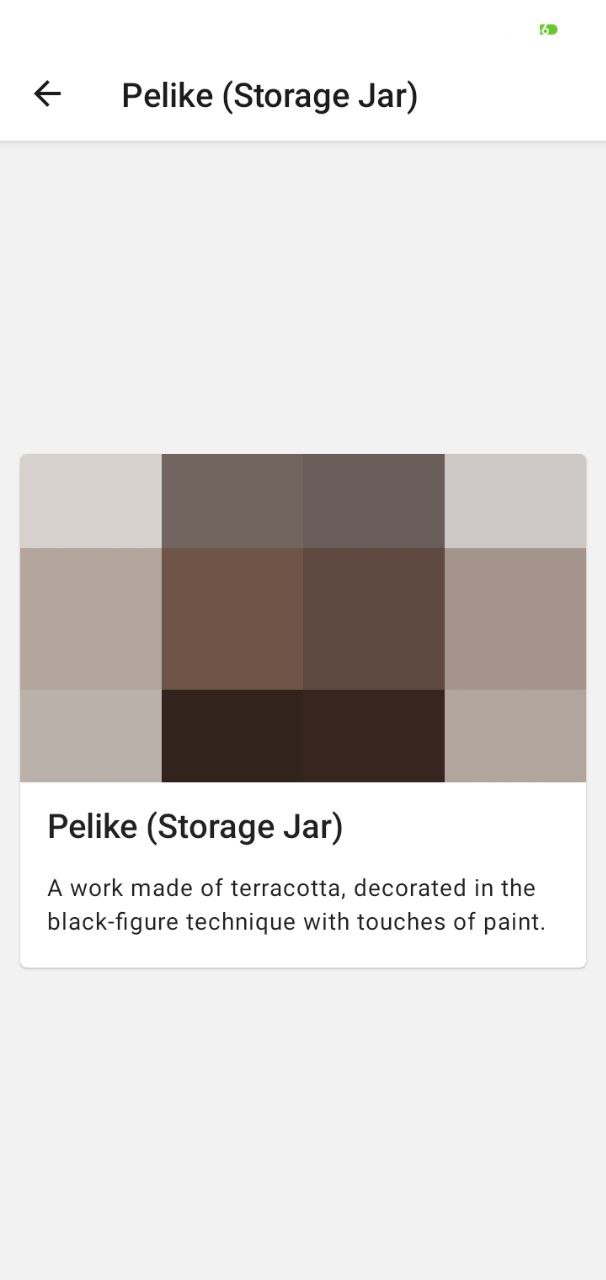 Pelike (Storage Jar)
Pelike (Storage Jar)
A work made of terracotta, decorated in the
black-figure technique with touches of paint.